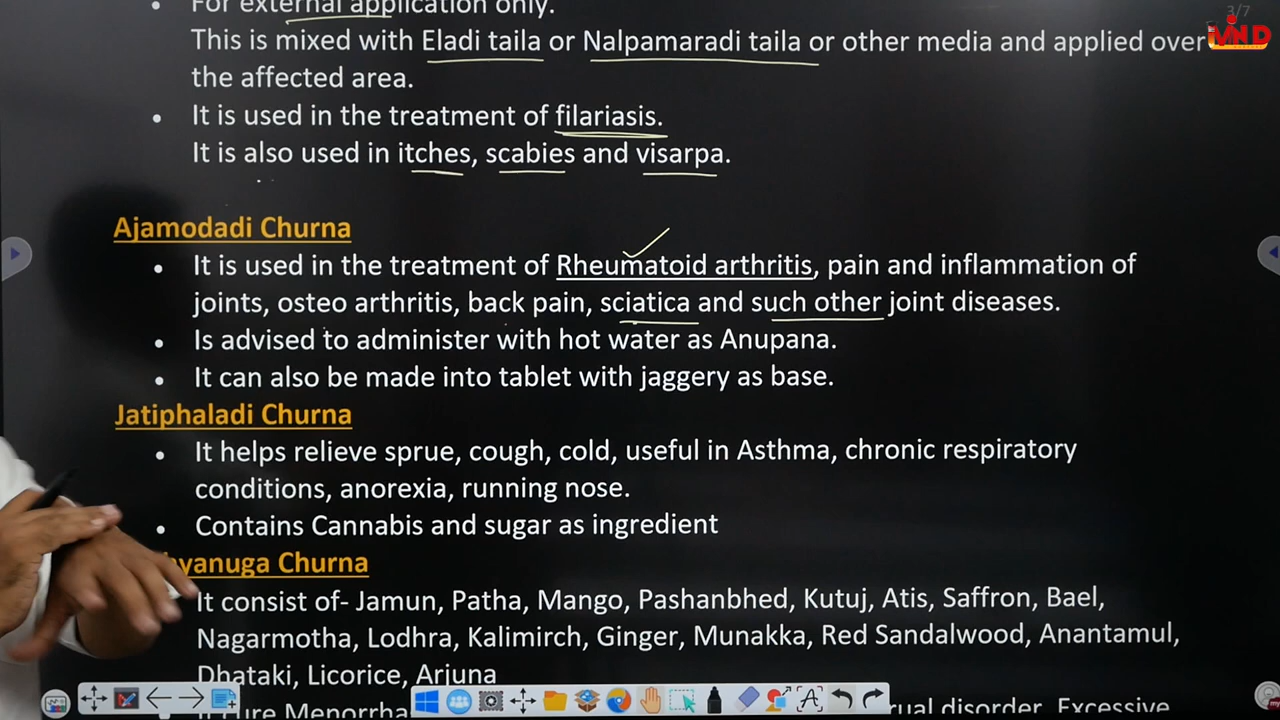 3/7
For external application only.
This is mixed with Eladi taila or Nalpamaradi taila or other media and applied over
the affected area.
It is used in the treatment of filariasis.
It is also used in itches, scabies and visarpa.
Ajamodadi Churna
It is used in the treatment of Rheumatoid arthritis, pain and inflammation of
joints, osteo arthritis, back pain, sciatica and such other joint diseases.
Is advised to administer with hot water as Anupana.
It can also be made into tablet with jaggery as base.
Jatiphaladi Churna
It helps relieve sprue, cough, cold, useful in Asthma, chronic respiratory
conditions, anorexia, running nose.
Contains Cannabis and sugar as ingredient
Churna
It consist of- Jamun, Patha, Mango, Pashanbhed, Kutuj, Atis, Saffron, Bael,
Nagarmotha, Lodhra, Kalimirch, Ginger, Munakka, Red Sandalwood, Anantamul,
Dhataki, Licorice, Arjuna
disorder, Excessive